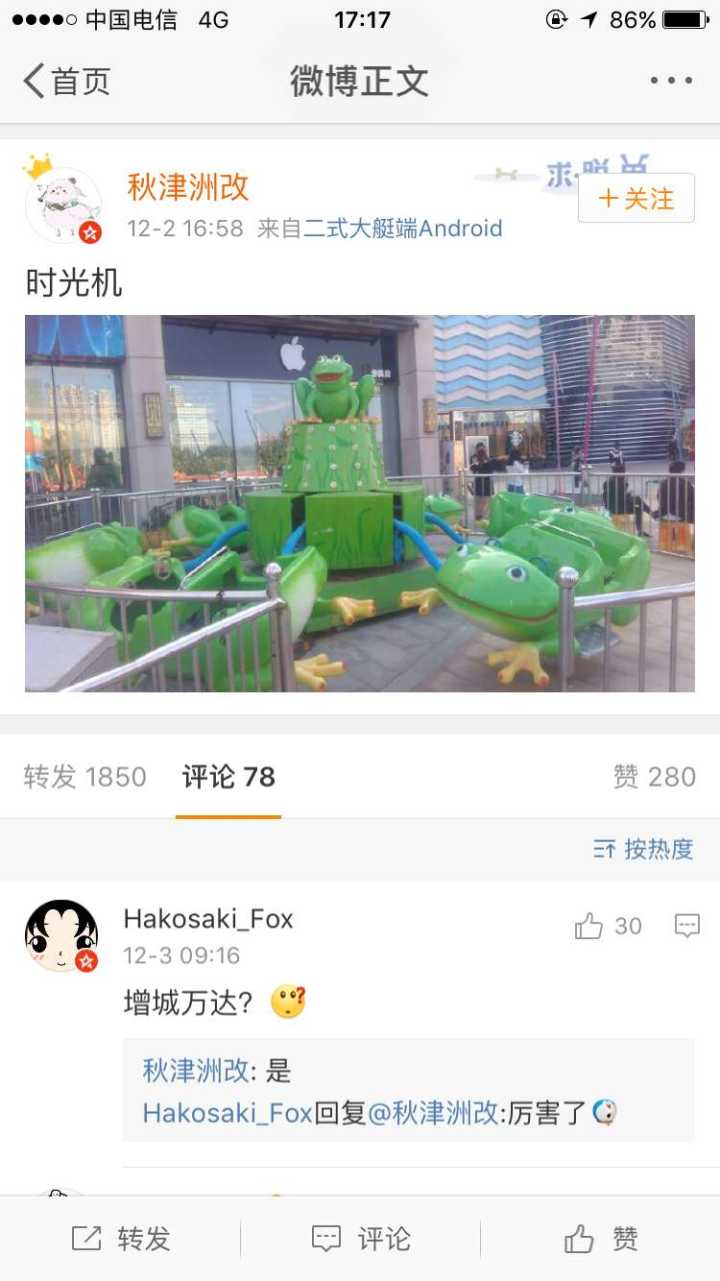 中国电信 4G 17:17 86%
首页 微博正文
秋津洲改 求·脱单
+关注
12-2 16:58 来自二式大艇端Android
时光机
转发 1850 评论 78 赞 280
按热度
Hakosaki_Fox 30
12-3 09:16
增城万达?
秋津洲改: 是
Hakosaki_Fox回复@秋津洲改:厉害了
转发 评论 赞